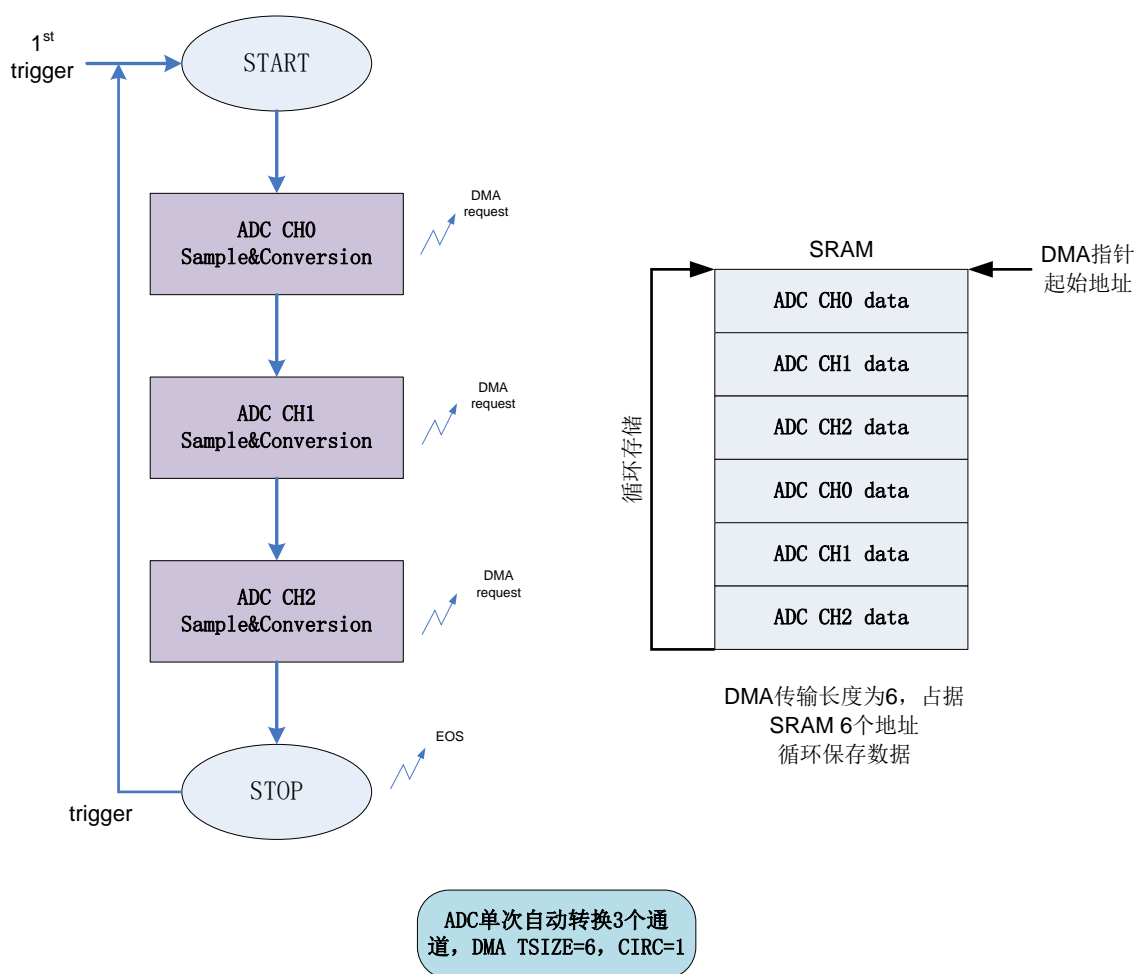 1st
trigger
START
ADC CH0
Sample&Conversion
DMA
request
ADC CH1
Sample&Conversion
DMA
request
ADC CH2
Sample&Conversion
DMA
request
STOP
EOS
trigger
SRAM
DMA指针
起始地址
ADC CH0 data
ADC CH1 data
ADC CH2 data
ADC CH0 data
ADC CH1 data
ADC CH2 data
循环存储
DMA传输长度为6，占据
SRAM 6个地址
循环保存数据
ADC单次自动转换3个通
道，DMA TSIZE=6，CIRC=1